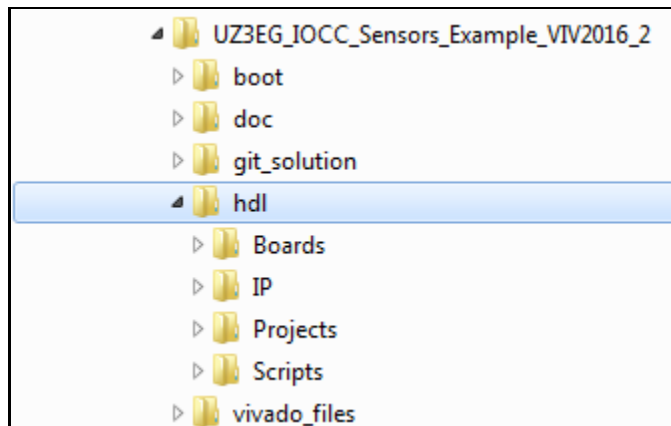 UZ3EG_IOCC_Sensors_Example_VIV2016_2
boot
doc
git_solution
hdl
Boards
IP
Projects
Scripts
vivado_files